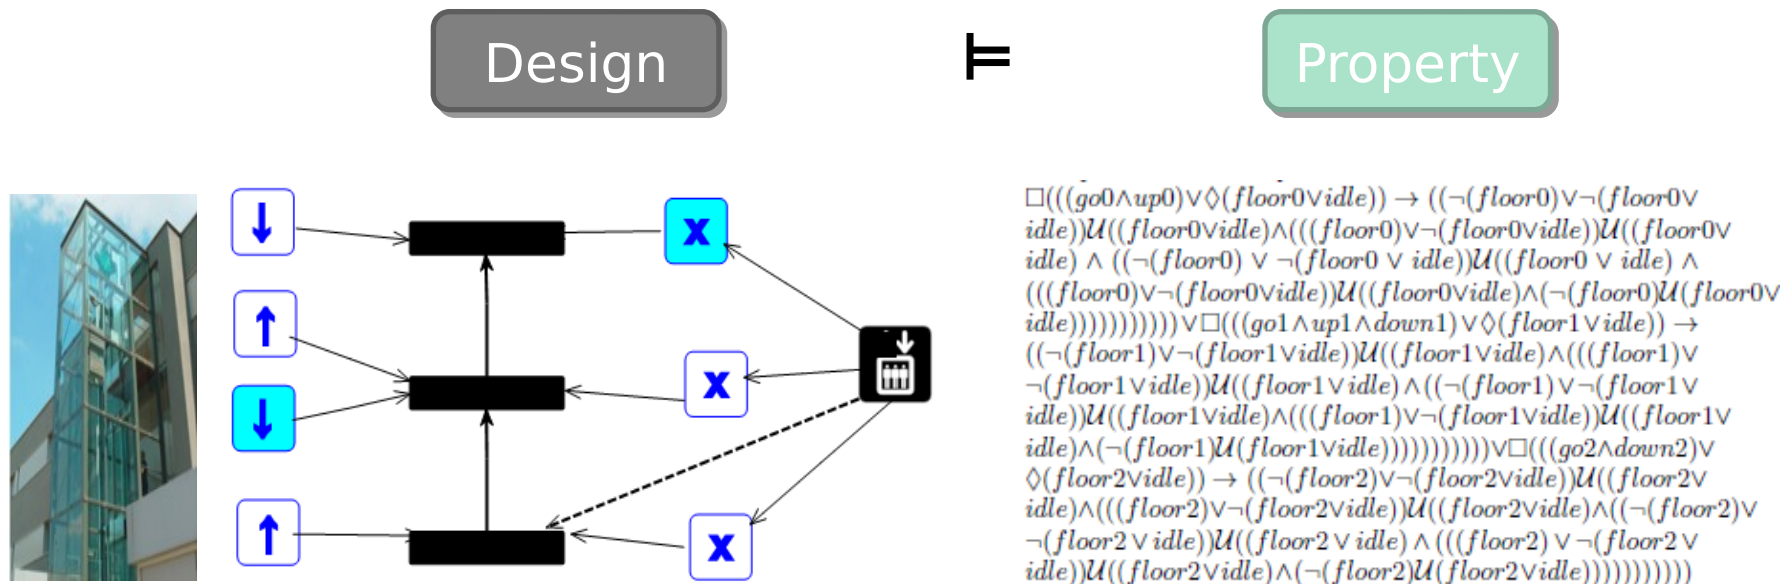 Design ⊨ Property
□(((go0∧up0)∨◊(floor0∨idle)) → ((¬(floor0)∨¬(floor0∨
idle))𝒰((floor0∨idle)∧(((floor0)∨¬(floor0∨idle))𝒰((floor0∨
idle) ∧ ((¬(floor0) ∨ ¬(floor0 ∨ idle))𝒰((floor0 ∨ idle) ∧
(((floor0)∨¬(floor0∨idle))𝒰((floor0∨idle)∧(¬(floor0)𝒰(floor0∨
idle)))))))))))∨□(((go1∧up1∧down1)∨◊(floor1∨idle)) →
((¬(floor1)∨¬(floor1∨idle))𝒰((floor1∨idle)∧(((floor1)∨
¬(floor1∨idle))𝒰((floor1∨idle)∧((¬(floor1)∨¬(floor1∨
idle))𝒰((floor1∨idle)∧(((floor1)∨¬(floor1∨idle))𝒰((floor1∨
idle)∧(¬(floor1)𝒰(floor1∨idle)))))))))))∨□(((go2∧down2)∨
◊(floor2∨idle)) → ((¬(floor2)∨¬(floor2∨idle))𝒰((floor2∨
idle)∧(((floor2)∨¬(floor2∨idle))𝒰((floor2∨idle)∧((¬(floor2)∨
¬(floor2 ∨ idle))𝒰((floor2 ∨ idle) ∧ (((floor2) ∨ ¬(floor2 ∨
idle))𝒰((floor2∨idle)∧(¬(floor2)𝒰(floor2∨idle)))))))))))
↓
x
↑
x
↓
↑
x